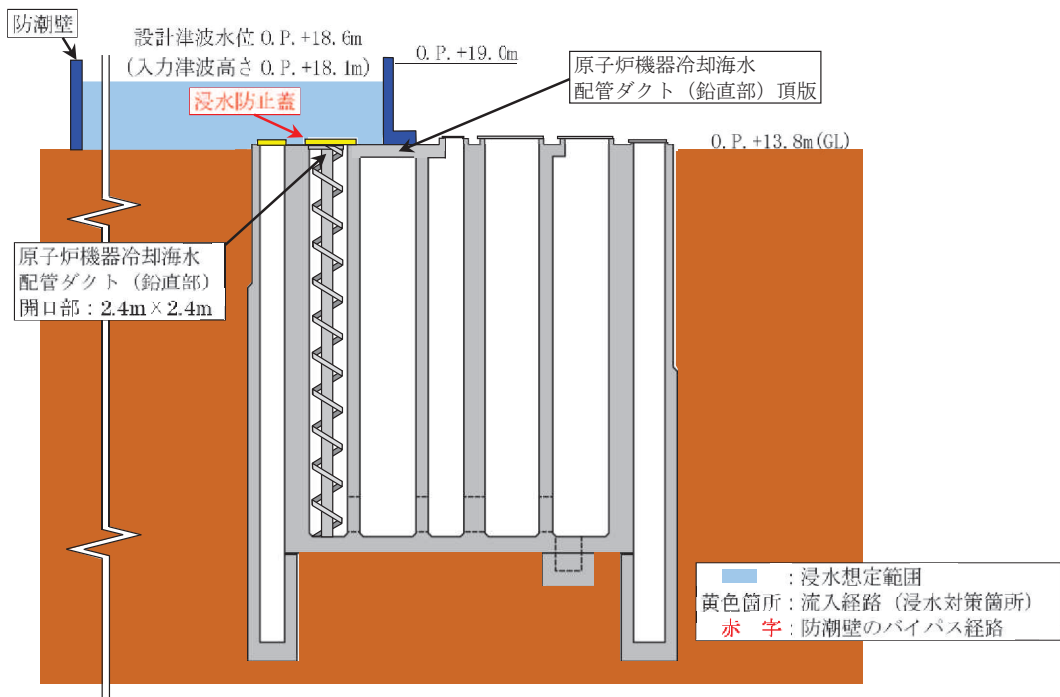 防潮壁
設計津波水位 O.P.+18.6m
(入力津波高さ O.P.+18.1m)
O.P.+19.0m
浸水防止蓋
原子炉機器冷却海水
配管ダクト（鉛直部）頂版
O.P.+13.8m(GL)
原子炉機器冷却海水
配管ダクト（鉛直部）
開口部：2.4m×2.4m
：浸水想定範囲
黄色箇所：流入経路（浸水対策箇所）
赤　字：防潮壁のバイパス経路